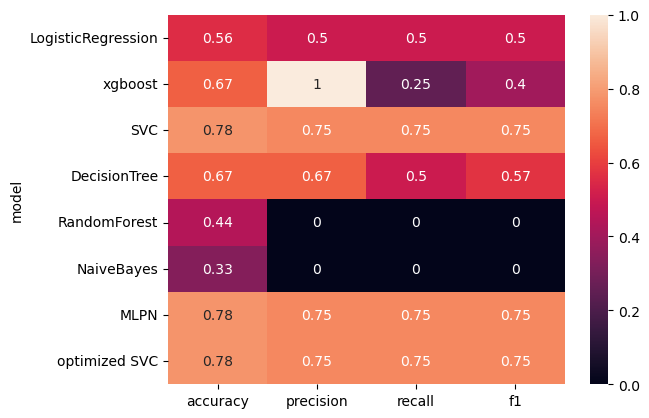 LogisticRegression 0.56 0.5 0.5 0.5
xgboost 0.67 1 0.25 0.4
SVC 0.78 0.75 0.75 0.75
DecisionTree 0.67 0.67 0.5 0.57
RandomForest 0.44 0 0 0
NaiveBayes 0.33 0 0 0
MLPN 0.78 0.75 0.75 0.75
optimized SVC 0.78 0.75 0.75 0.75
accuracy precision recall f1
model
1.0
0.8
0.6
0.4
0.2
0.0